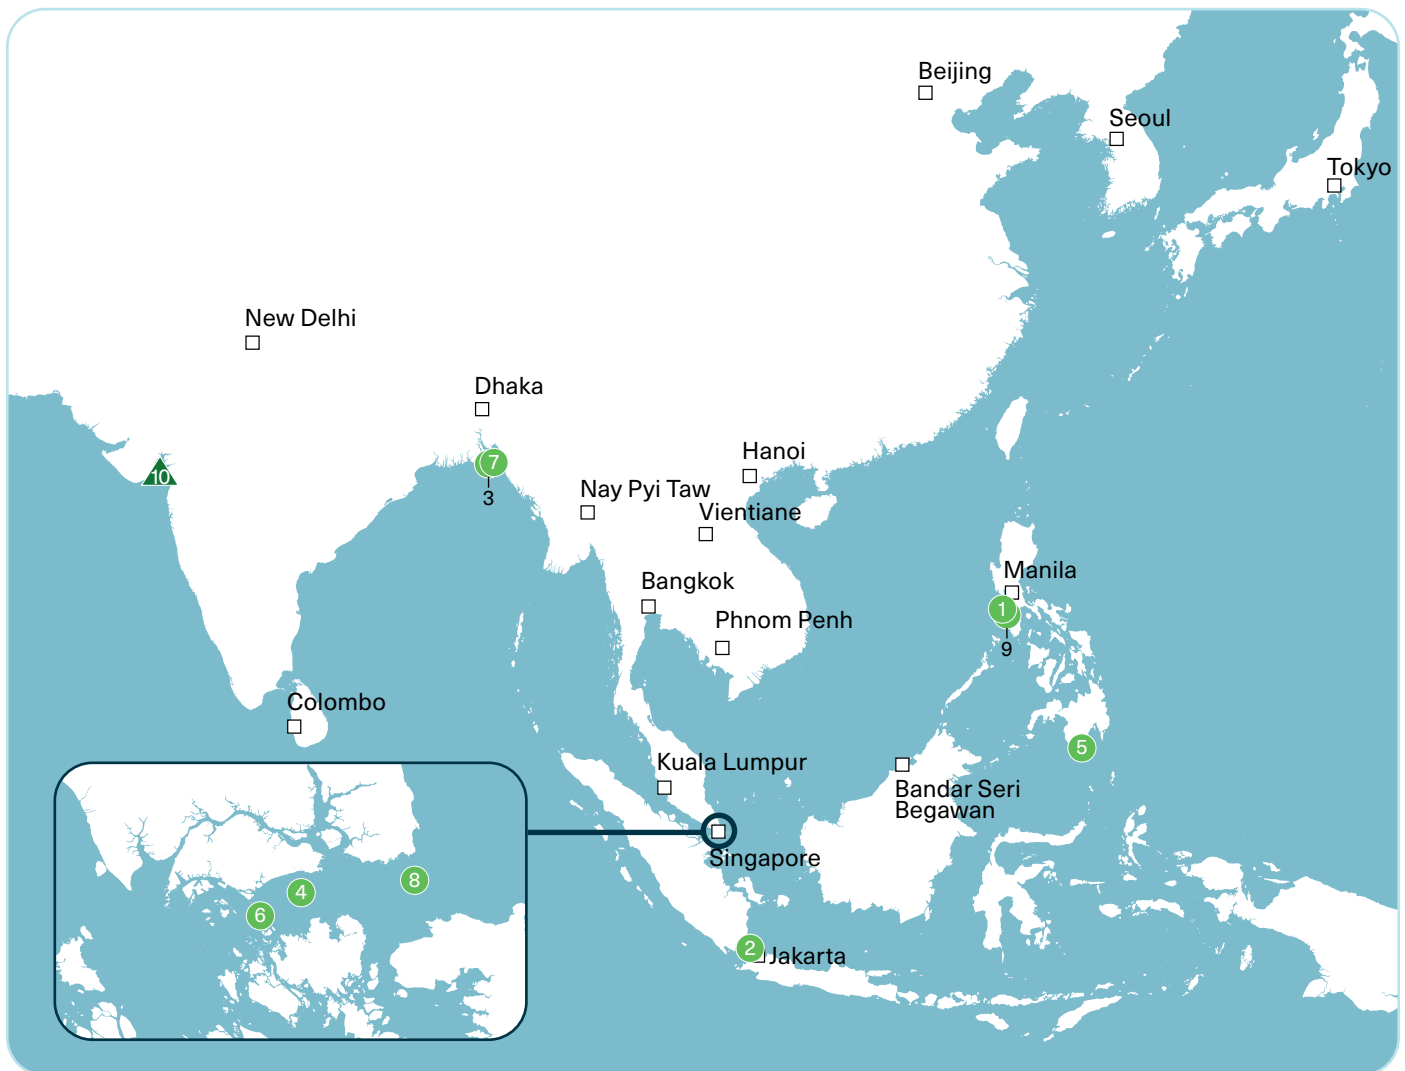 Beijing
Seoul
Tokyo
New Delhi
Dhaka
Hanoi
10
7
3
Nay Pyi Taw
Vientiane
Manila
Bangkok
1
Phnom Penh
9
Colombo
5
Kuala Lumpur
Bandar Seri
Begawan
Singapore
8
4
6
2
Jakarta